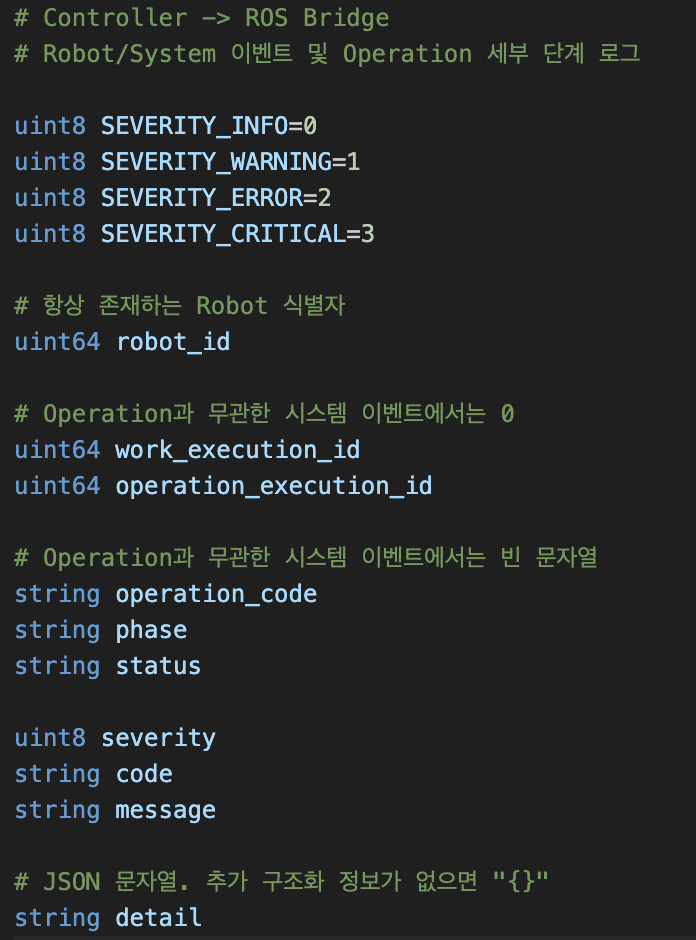 # Controller -> ROS Bridge
# Robot/System 이벤트 및 Operation 세부 단계 로그
uint8 SEVERITY_INFO=0
uint8 SEVERITY_WARNING=1
uint8 SEVERITY_ERROR=2
uint8 SEVERITY_CRITICAL=3
# 항상 존재하는 Robot 식별자
uint64 robot_id
# Operation과 무관한 시스템 이벤트에서는 0
uint64 work_execution_id
uint64 operation_execution_id
# Operation과 무관한 시스템 이벤트에서는 빈 문자열
string operation_code
string phase
string status
uint8 severity
string code
string message
# JSON 문자열. 추가 구조화 정보가 없으면 "{}"
string detail